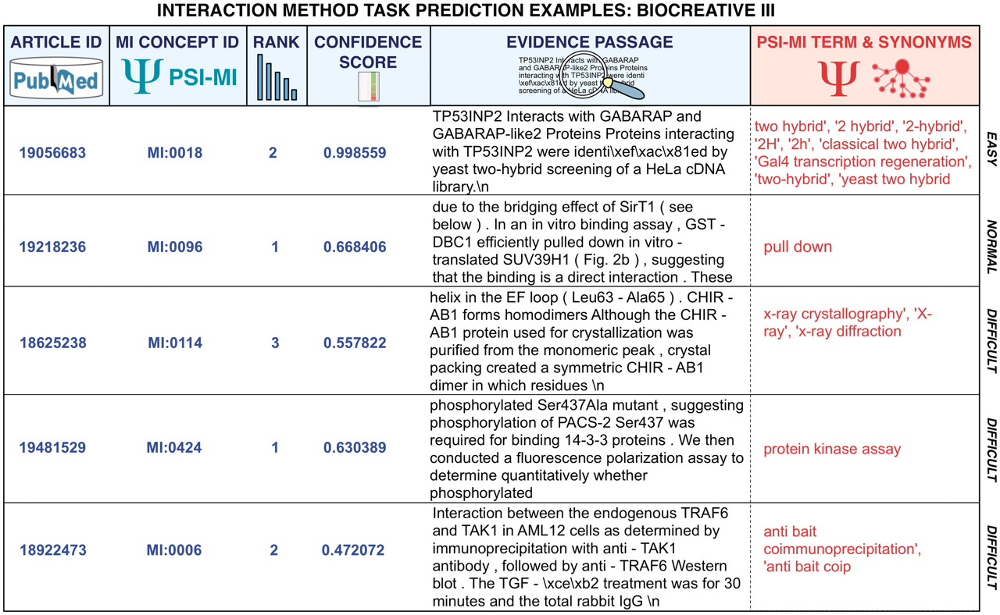 INTERACTION METHOD TASK PREDICTION EXAMPLES: BIOCREATIVE III
ARTICLE ID
PubMed
MI CONCEPT ID
Ψ PSI-MI
RANK
CONFIDENCE
SCORE
EVIDENCE PASSAGE
TP53INP2 Interacts with GABARAP
and GABARAP-like2 Proteins Proteins
interacting with TP53INP2 were identi
\xef\xac\x81ed by yeast hybrid
screening of a HeLa cDNA
PSI-MI TERM & SYNONYMS
Ψ
19056683
MI:0018
2
0.998559
TP53INP2 Interacts with GABARAP and
GABARAP-like2 Proteins Proteins interacting
with TP53INP2 were identi\xef\xac\x81ed by
yeast two-hybrid screening of a HeLa cDNA
library.\n
two hybrid', '2 hybrid', '2-hybrid',
'2H', '2h', 'classical two hybrid',
'Gal4 transcription regeneration',
'two-hybrid', 'yeast two hybrid
EASY
19218236
MI:0096
1
0.668406
due to the bridging effect of SirT1 ( see
below ) . In an in vitro binding assay , GST -
DBC1 efficiently pulled down in vitro -
translated SUV39H1 ( Fig. 2b ) , suggesting
that the binding is a direct interaction . These
pull down
NORMAL
18625238
MI:0114
3
0.557822
helix in the EF loop ( Leu63 - Ala65 ) . CHIR -
AB1 forms homodimers Although the CHIR -
AB1 protein used for crystallization was
purified from the monomeric peak , crystal
packing created a symmetric CHIR - AB1
dimer in which residues \n
x-ray crystallography', 'X-
ray', 'x-ray diffraction
DIFFICULT
19481529
MI:0424
1
0.630389
phosphorylated Ser437Ala mutant , suggesting
phosphorylation of PACS-2 Ser437 was
required for binding 14-3-3 proteins . We then
conducted a fluorescence polarization assay to
determine quantitatively whether
phosphorylated
protein kinase assay
DIFFICULT
18922473
MI:0006
2
0.472072
Interaction between the endogenous TRAF6
and TAK1 in AML12 cells as determined by
immunoprecipitation with anti - TAK1
antibody , followed by anti - TRAF6 Western
blot . The TGF - \xce\xb2 treatment was for 30
minutes and the total rabbit IgG \n
anti bait
coimmunoprecipitation',
'anti bait coip
DIFFICULT